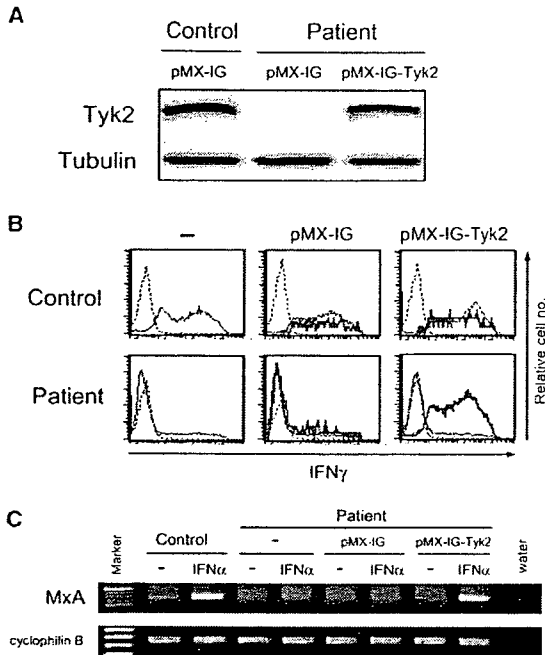 A
Control Patient
pMX-IG pMX-IG pMX-IG-Tyk2
Tyk2
Tubulin
B
– pMX-IG pMX-IG-Tyk2
Control
Patient
Relative cell no.
IFNγ
C
Patient
Control - pMX-IG pMX-IG-Tyk2
Marker - IFNα - IFNα - IFNα - IFNα water
MxA
cyclophilin B